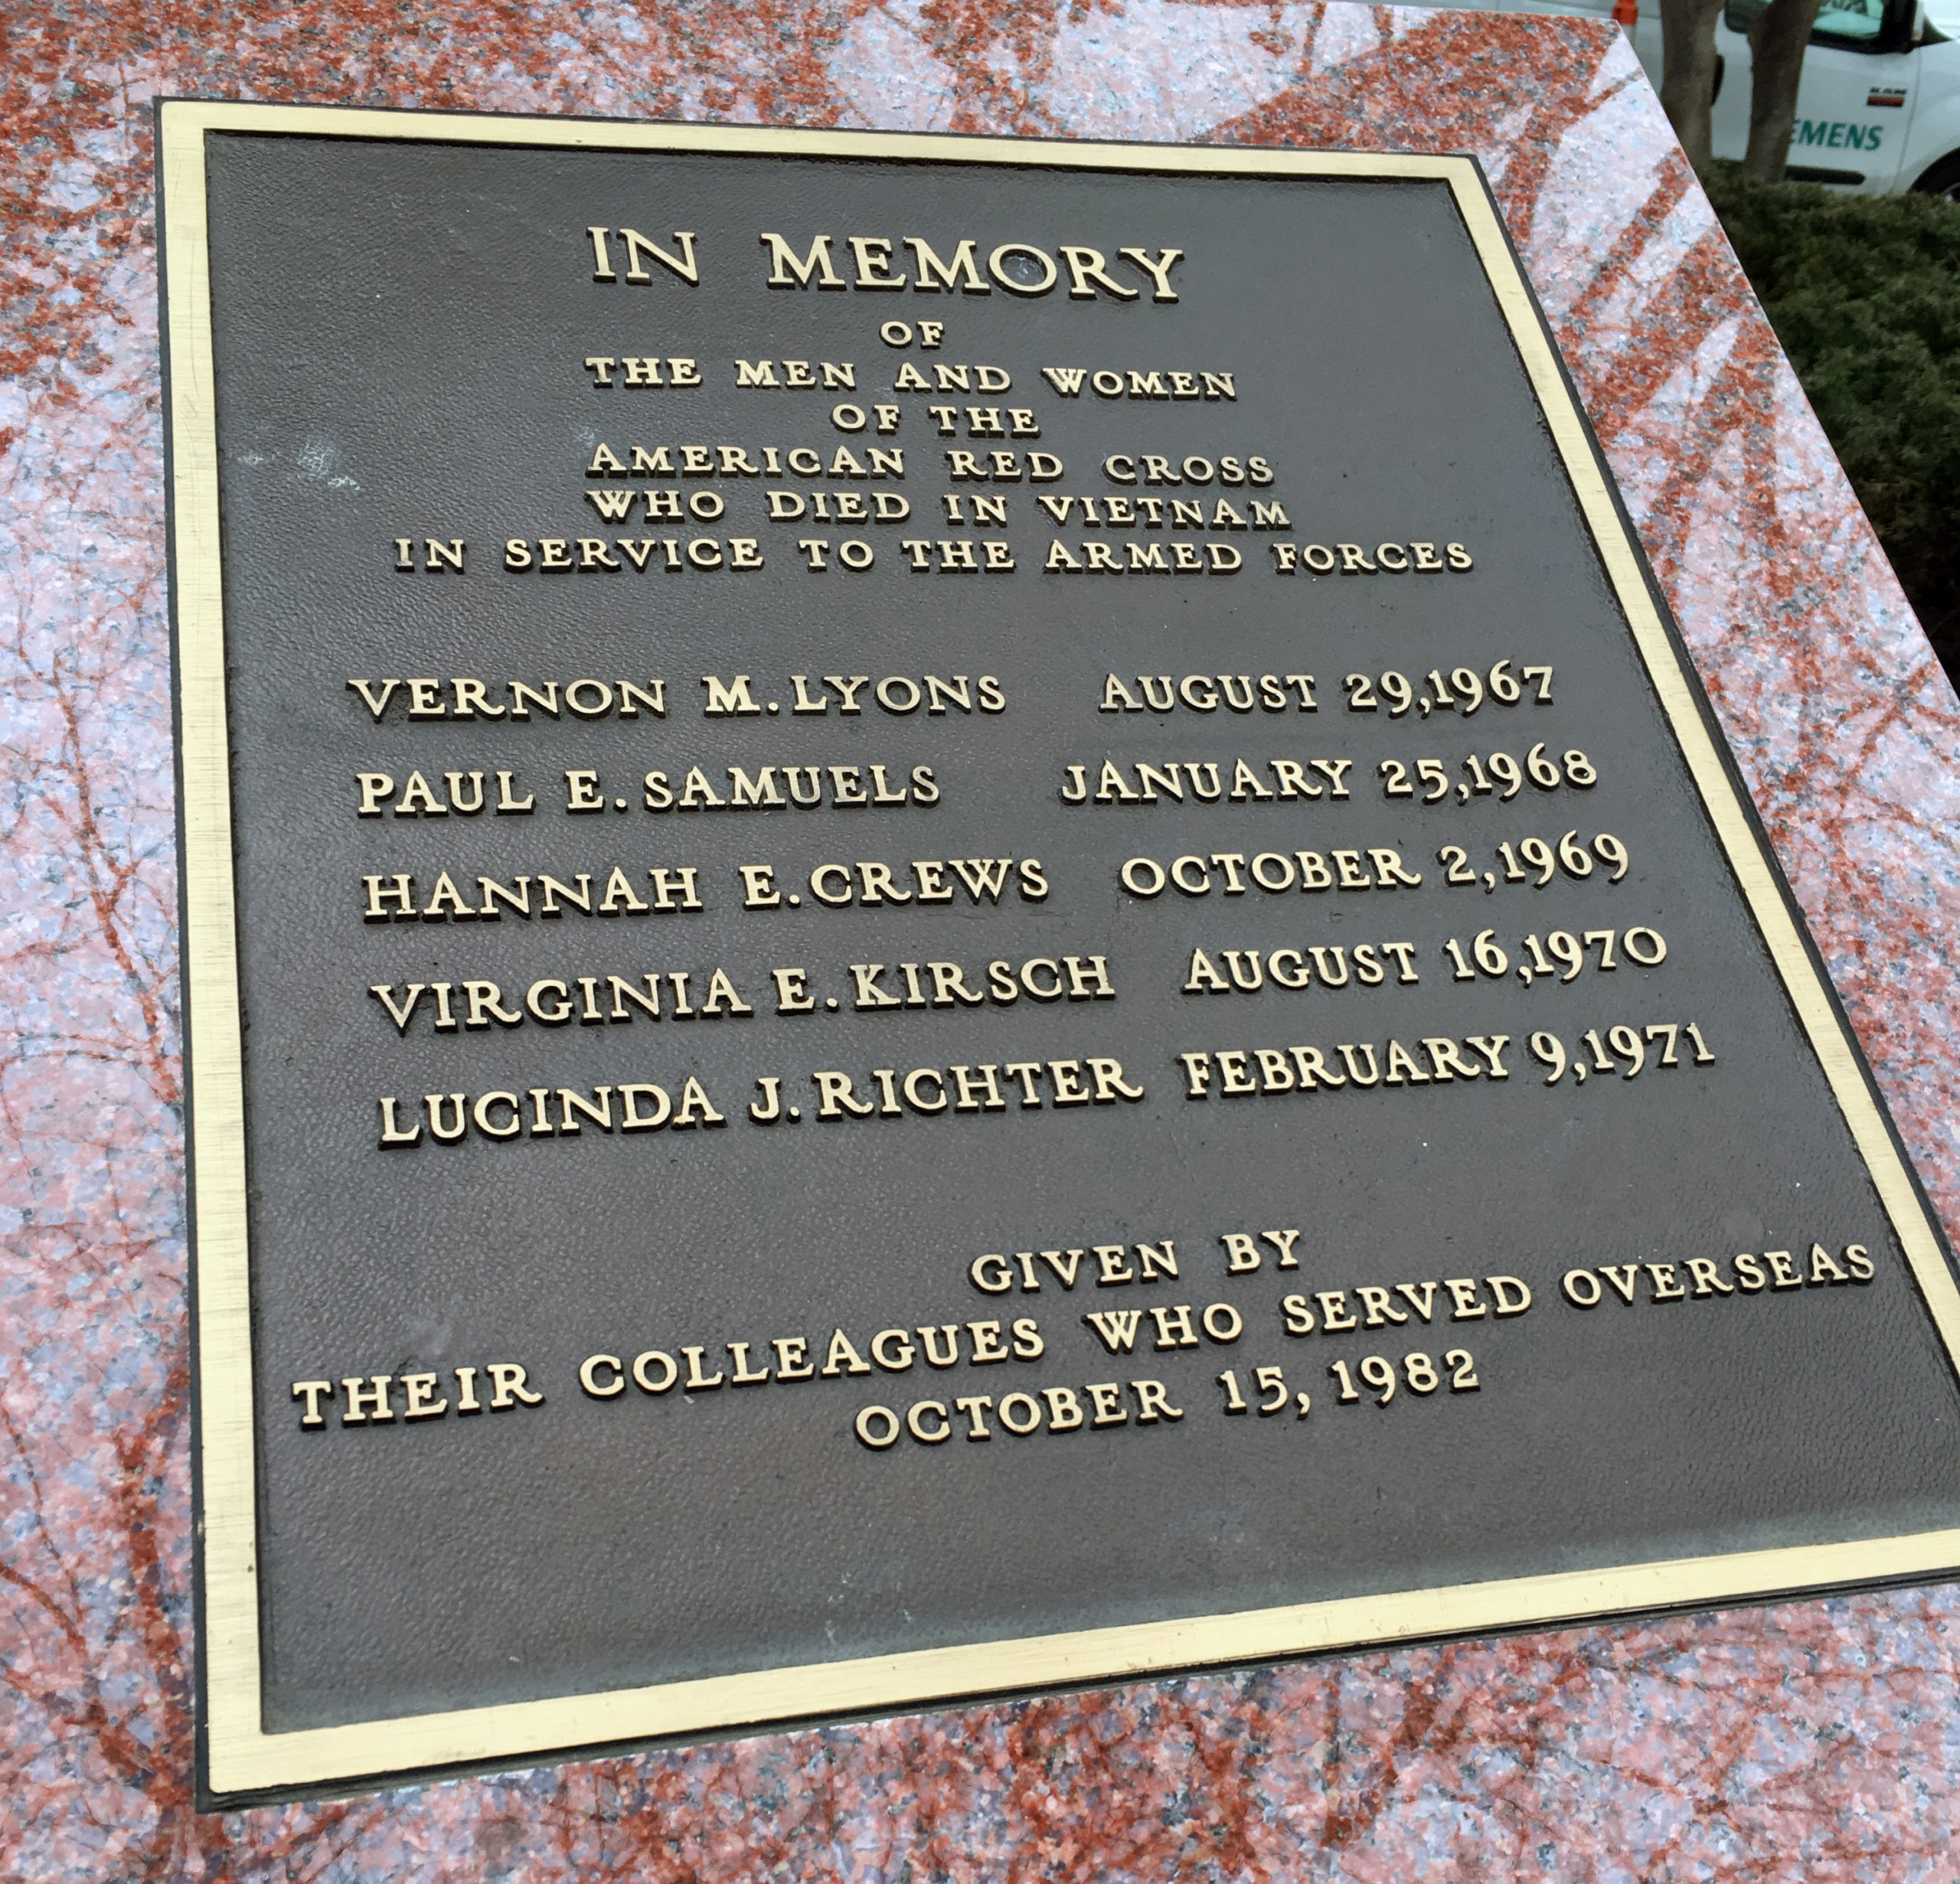 IN MEMORY
OF
THE MEN AND WOMEN
OF THE
AMERICAN RED CROSS
WHO DIED IN VIETNAM
IN SERVICE TO THE ARMED FORCES
VERNON M. LYONS AUGUST 29,1967
PAUL E. SAMUELS JANUARY 25,1968
HANNAH E. CREWS OCTOBER 2,1969
VIRGINIA E. KIRSCH AUGUST 16,1970
LUCINDA J. RICHTER FEBRUARY 9,1971
GIVEN BY
THEIR COLLEAGUES WHO SERVED OVERSEAS
OCTOBER 15, 1982
RAM
EMENS